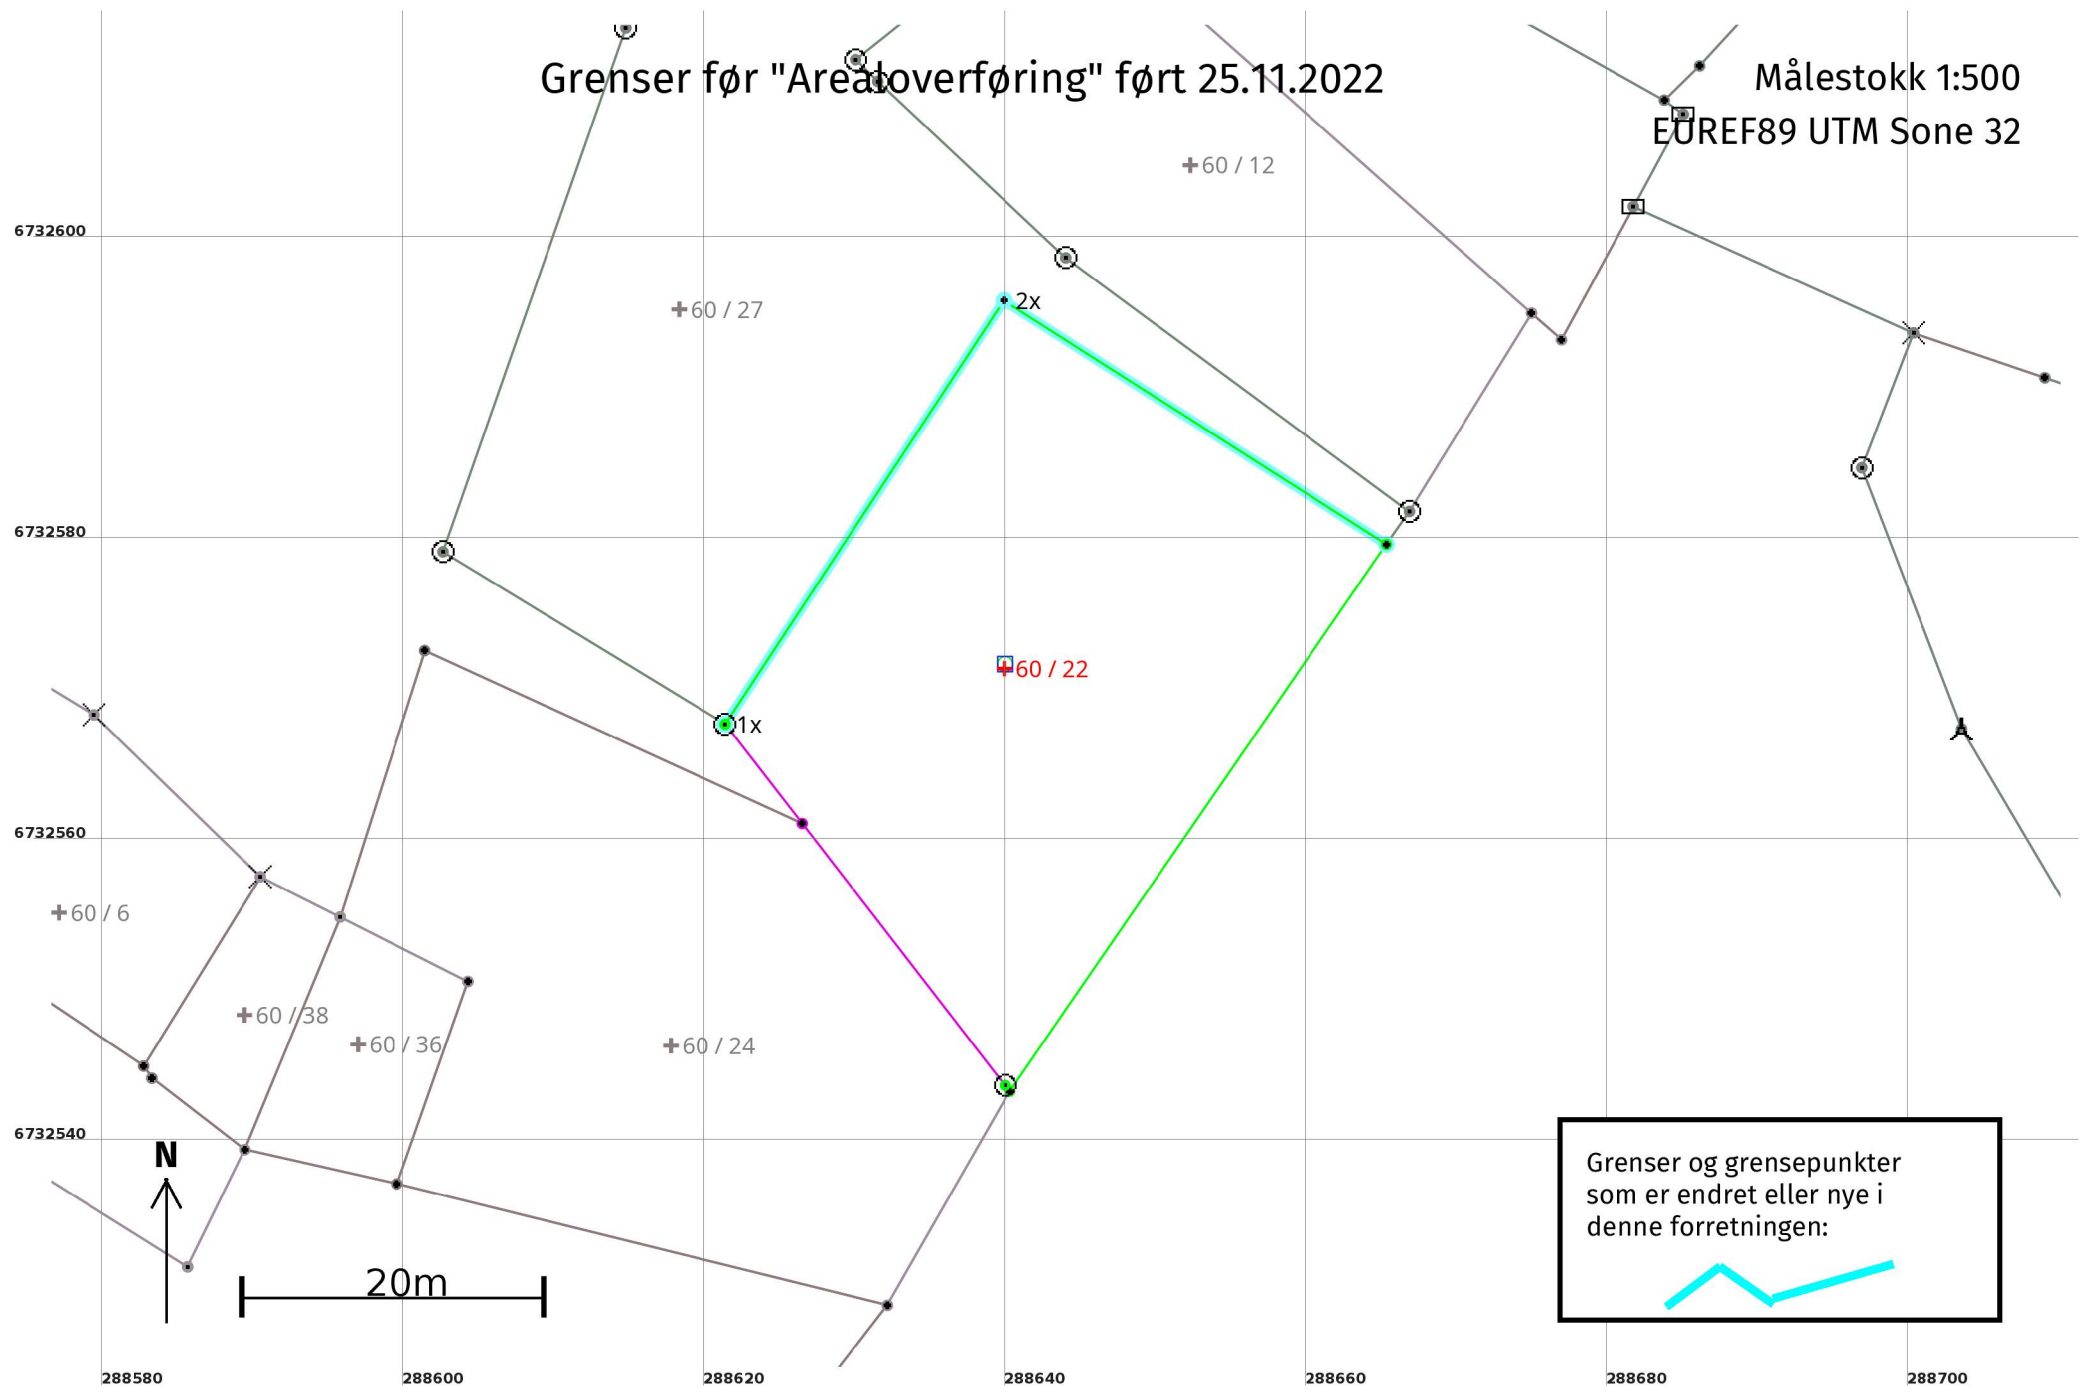 Grenser før "Arealoverføring" ført 25.11.2022
Målestokk 1:500
EUREF89 UTM Sone 32
60 / 12
6732600
2x
60 / 27
6732580
60 / 22
1x
6732560
60 / 6
60 / 38
60 / 36
60 / 24
6732540
N
20m
Grenser og grensepunkter
som er endret eller nye i
denne forretningen:
288580
288600
288620
288640
288660
288680
288700